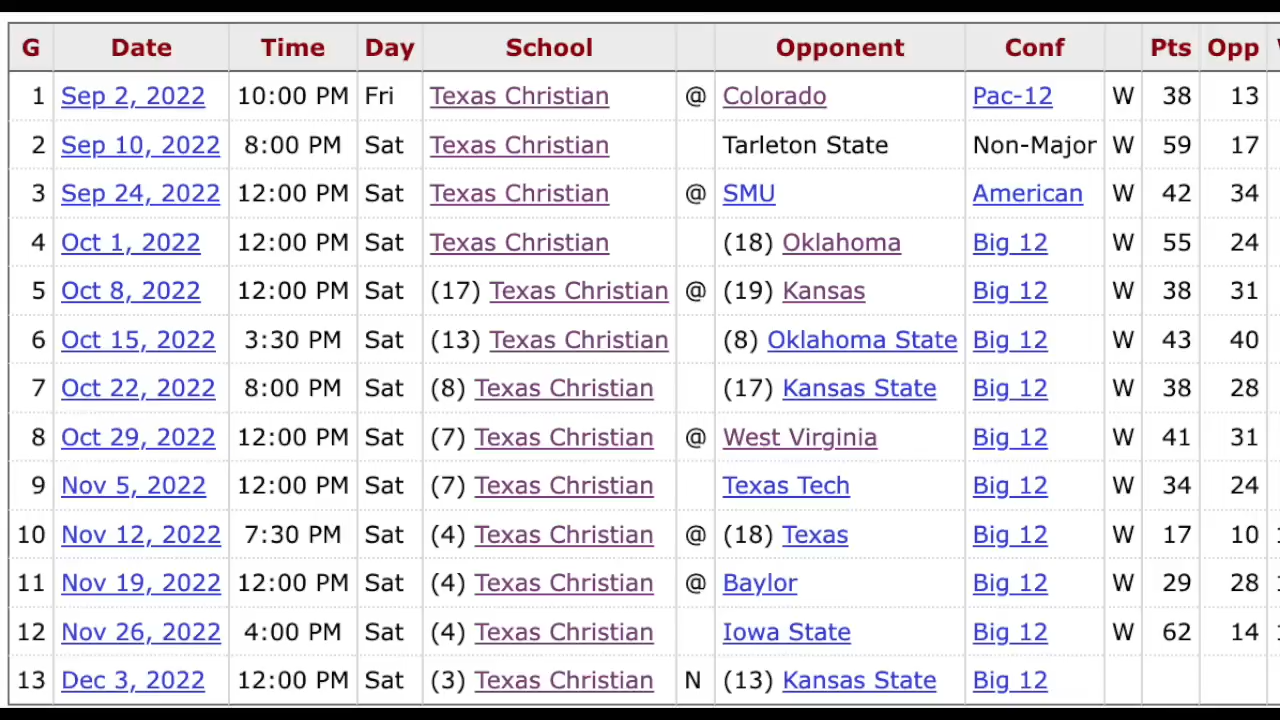 G Date Time Day School Opponent Conf Pts Opp
1 Sep 2, 2022 10:00 PM Fri Texas Christian @ Colorado Pac-12 W 38 13
2 Sep 10, 2022 8:00 PM Sat Texas Christian Tarleton State Non-Major W 59 17
3 Sep 24, 2022 12:00 PM Sat Texas Christian @ SMU American W 42 34
4 Oct 1, 2022 12:00 PM Sat Texas Christian (18) Oklahoma Big 12 W 55 24
5 Oct 8, 2022 12:00 PM Sat (17) Texas Christian @ (19) Kansas Big 12 W 38 31
6 Oct 15, 2022 3:30 PM Sat (13) Texas Christian (8) Oklahoma State Big 12 W 43 40
7 Oct 22, 2022 8:00 PM Sat (8) Texas Christian (17) Kansas State Big 12 W 38 28
8 Oct 29, 2022 12:00 PM Sat (7) Texas Christian @ West Virginia Big 12 W 41 31
9 Nov 5, 2022 12:00 PM Sat (7) Texas Christian Texas Tech Big 12 W 34 24
10 Nov 12, 2022 7:30 PM Sat (4) Texas Christian @ (18) Texas Big 12 W 17 10
11 Nov 19, 2022 12:00 PM Sat (4) Texas Christian @ Baylor Big 12 W 29 28
12 Nov 26, 2022 4:00 PM Sat (4) Texas Christian Iowa State Big 12 W 62 14
13 Dec 3, 2022 12:00 PM Sat (3) Texas Christian N (13) Kansas State Big 12